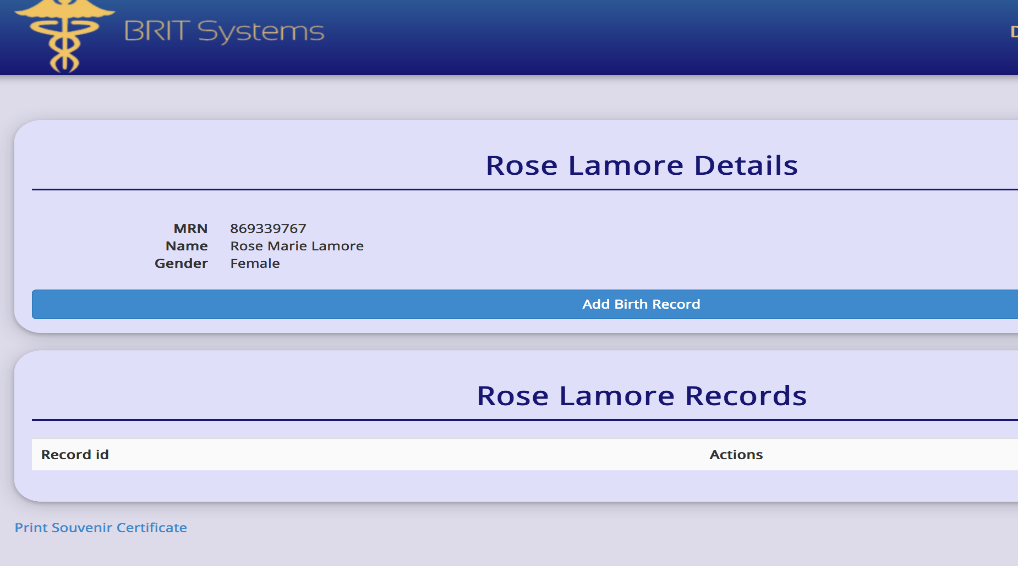 BRIT Systems
Rose Lamore Details
MRN 869339767
Name Rose Marie Lamore
Gender Female
Add Birth Record
Rose Lamore Records
Record id Actions
Print Souvenir Certificate